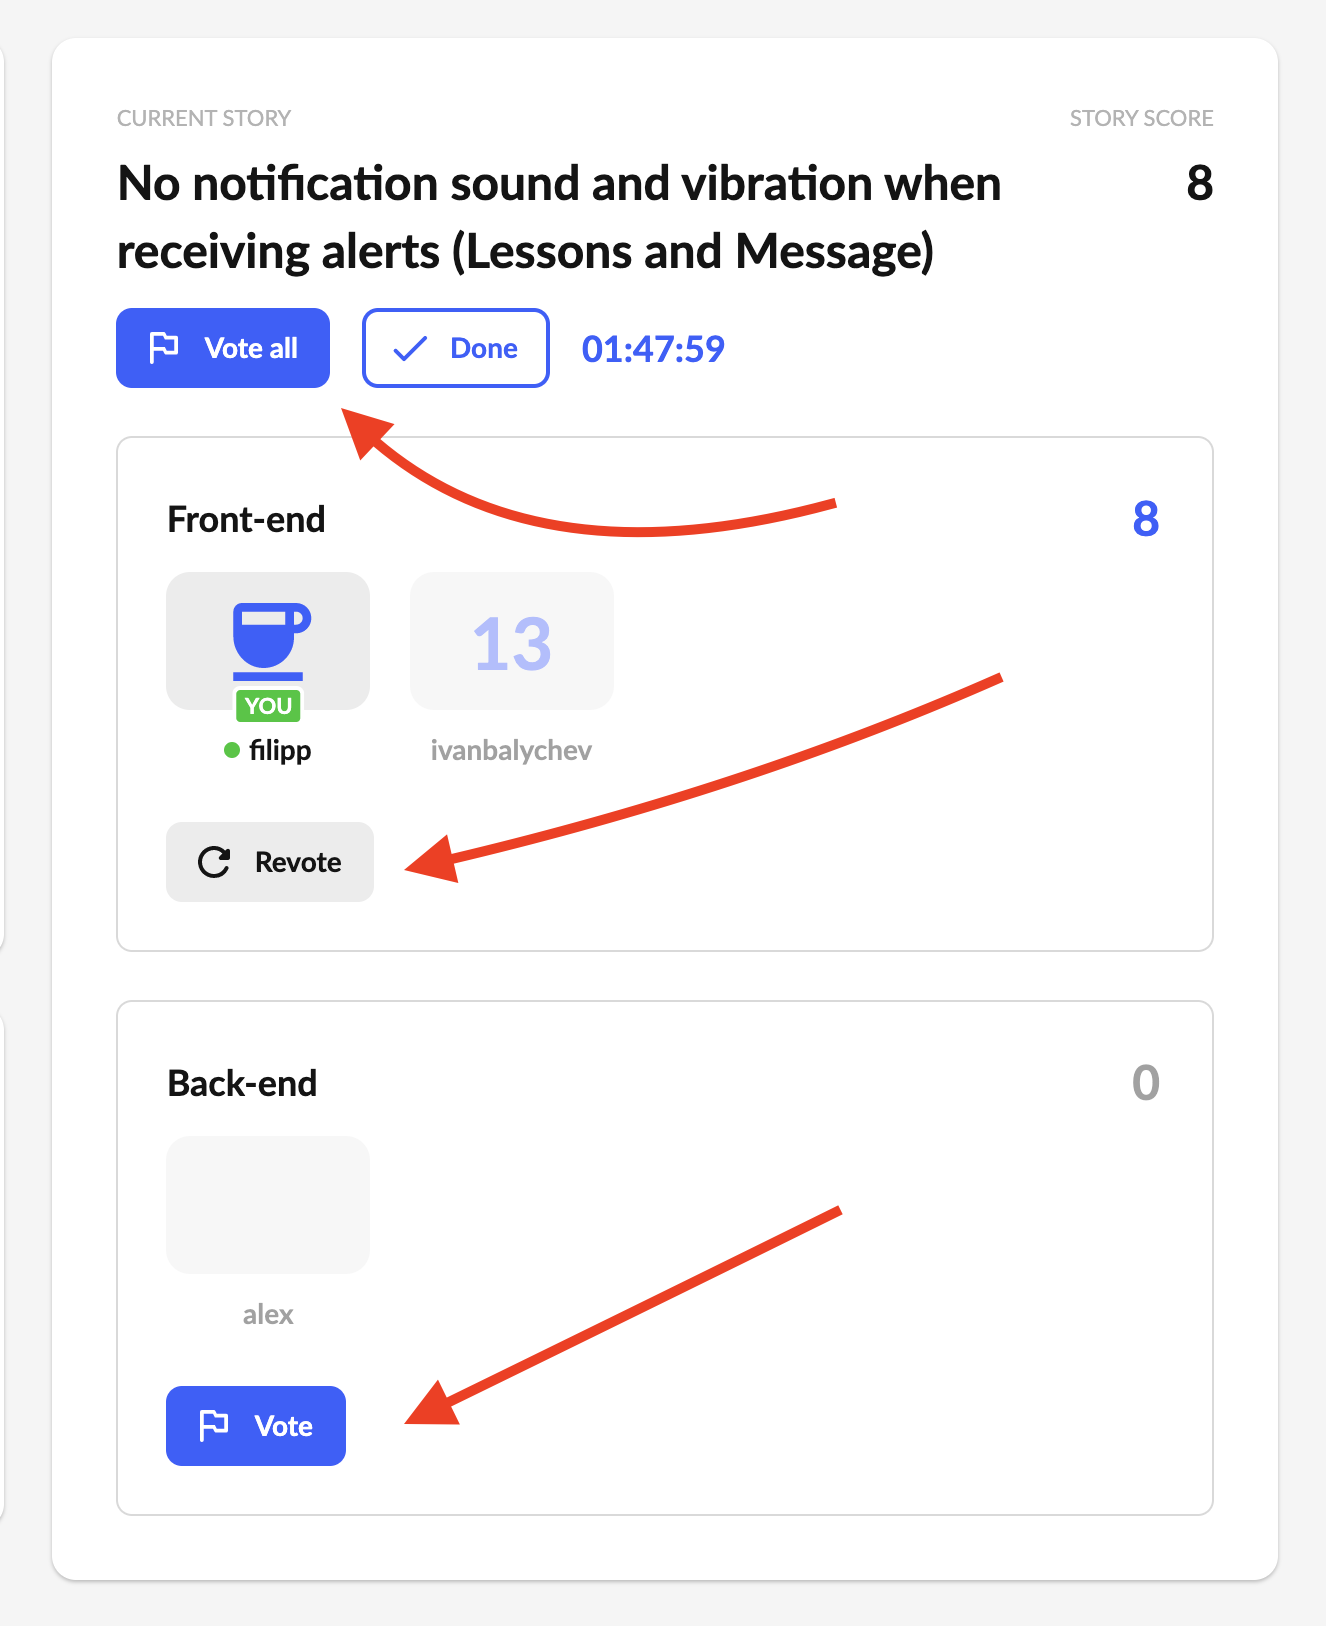 CURRENT STORY
STORY SCORE
No notification sound and vibration when
receiving alerts (Lessons and Message)
8
Vote all
Done
01:47:59
Front-end
8
13
YOU
filipp
ivanbalychev
Revote
Back-end
0
alex
Vote